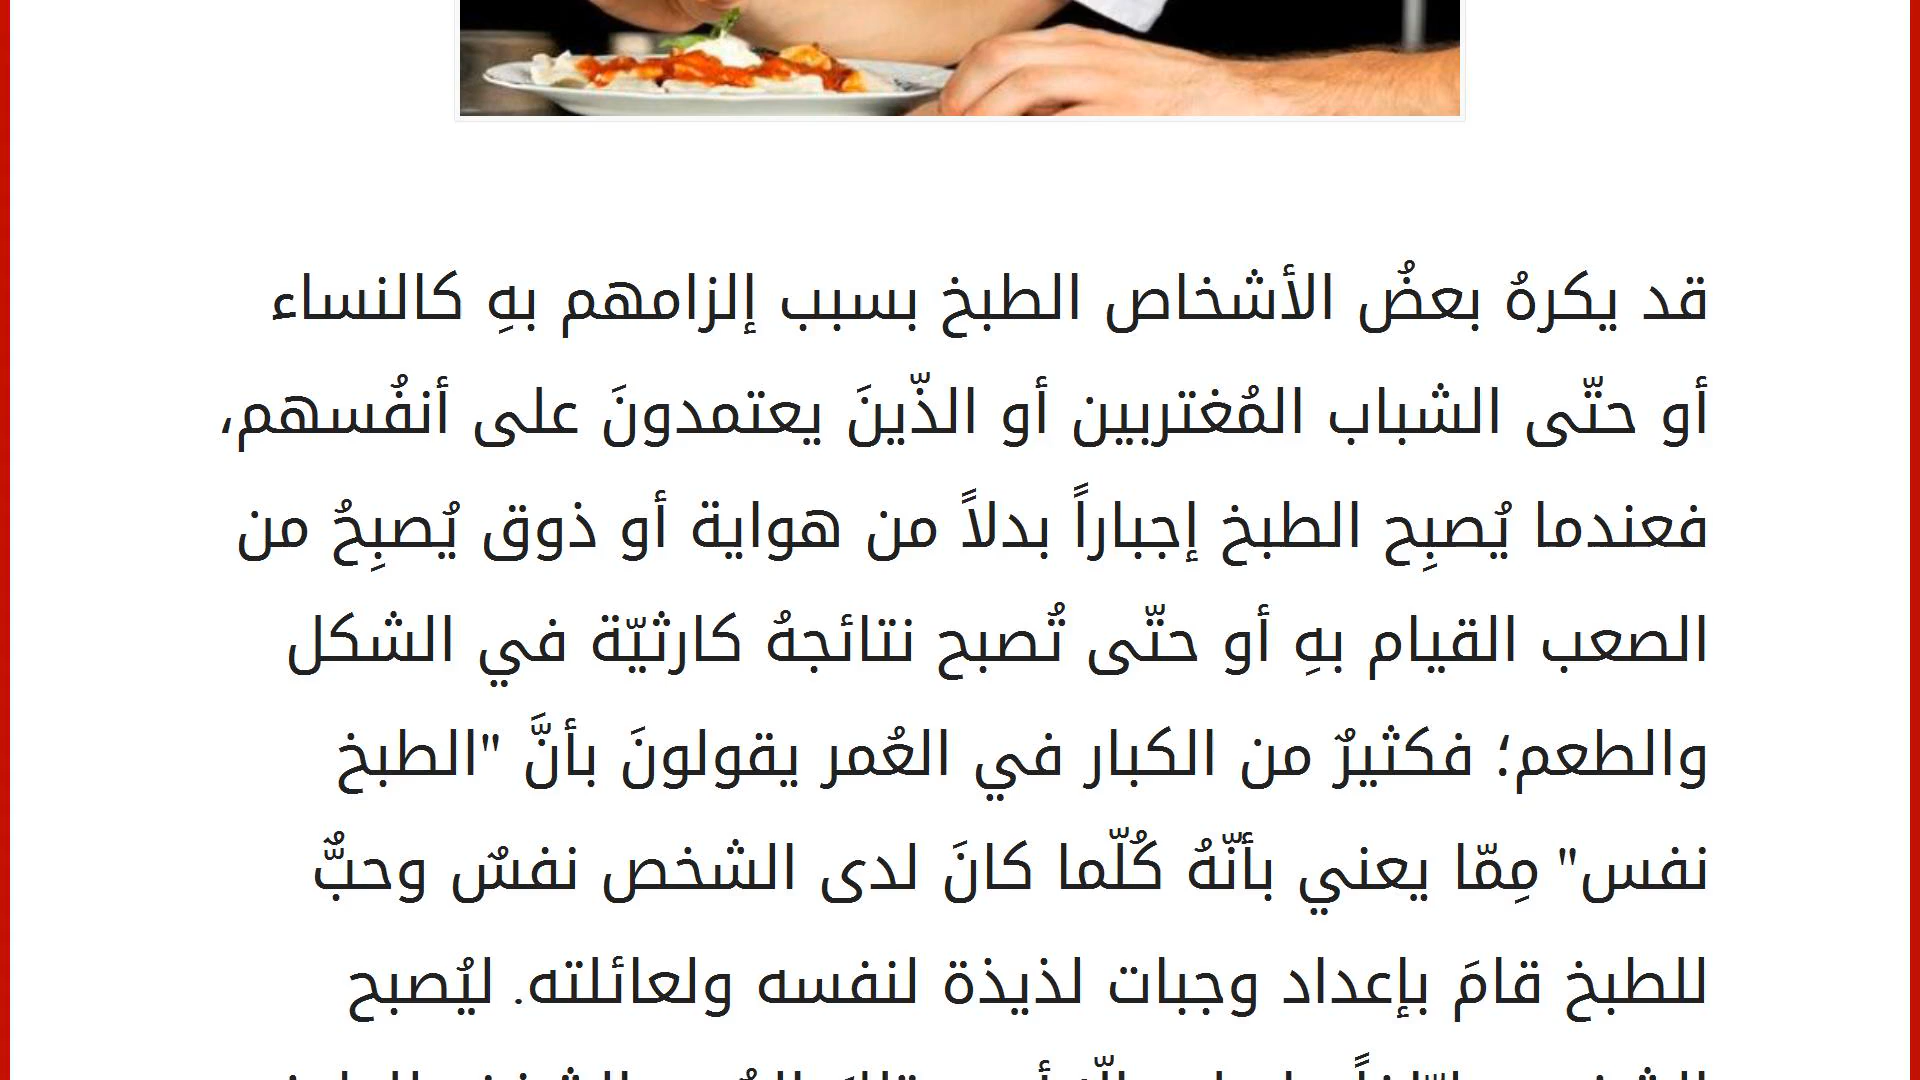 قد يكرهُ بعضُ الأشخاص الطبخ بسبب إلزامهم بهِ كالنساء
أو حتّى الشباب المُغتربين أو الذّينَ يعتمدونَ على أنفُسهم،
فعندما يُصبِح الطبخ إجباراً بدلاً من هواية أو ذوق يُصبِحُ من
الصعب القيام بهِ أو حتّى تُصبح نتائجهُ كارثيّة في الشكل
والطعم؛ فكثيرٌ من الكبار في العُمر يقولونَ بأنَّ "الطبخ
نفس" مِمّا يعني بأنّهُ كُلّما كانَ لدى الشخص نفسٌ وحبٌّ
للطبخ قامَ بإعداد وجبات لذيذة لنفسه ولعائلته. ليُصبح